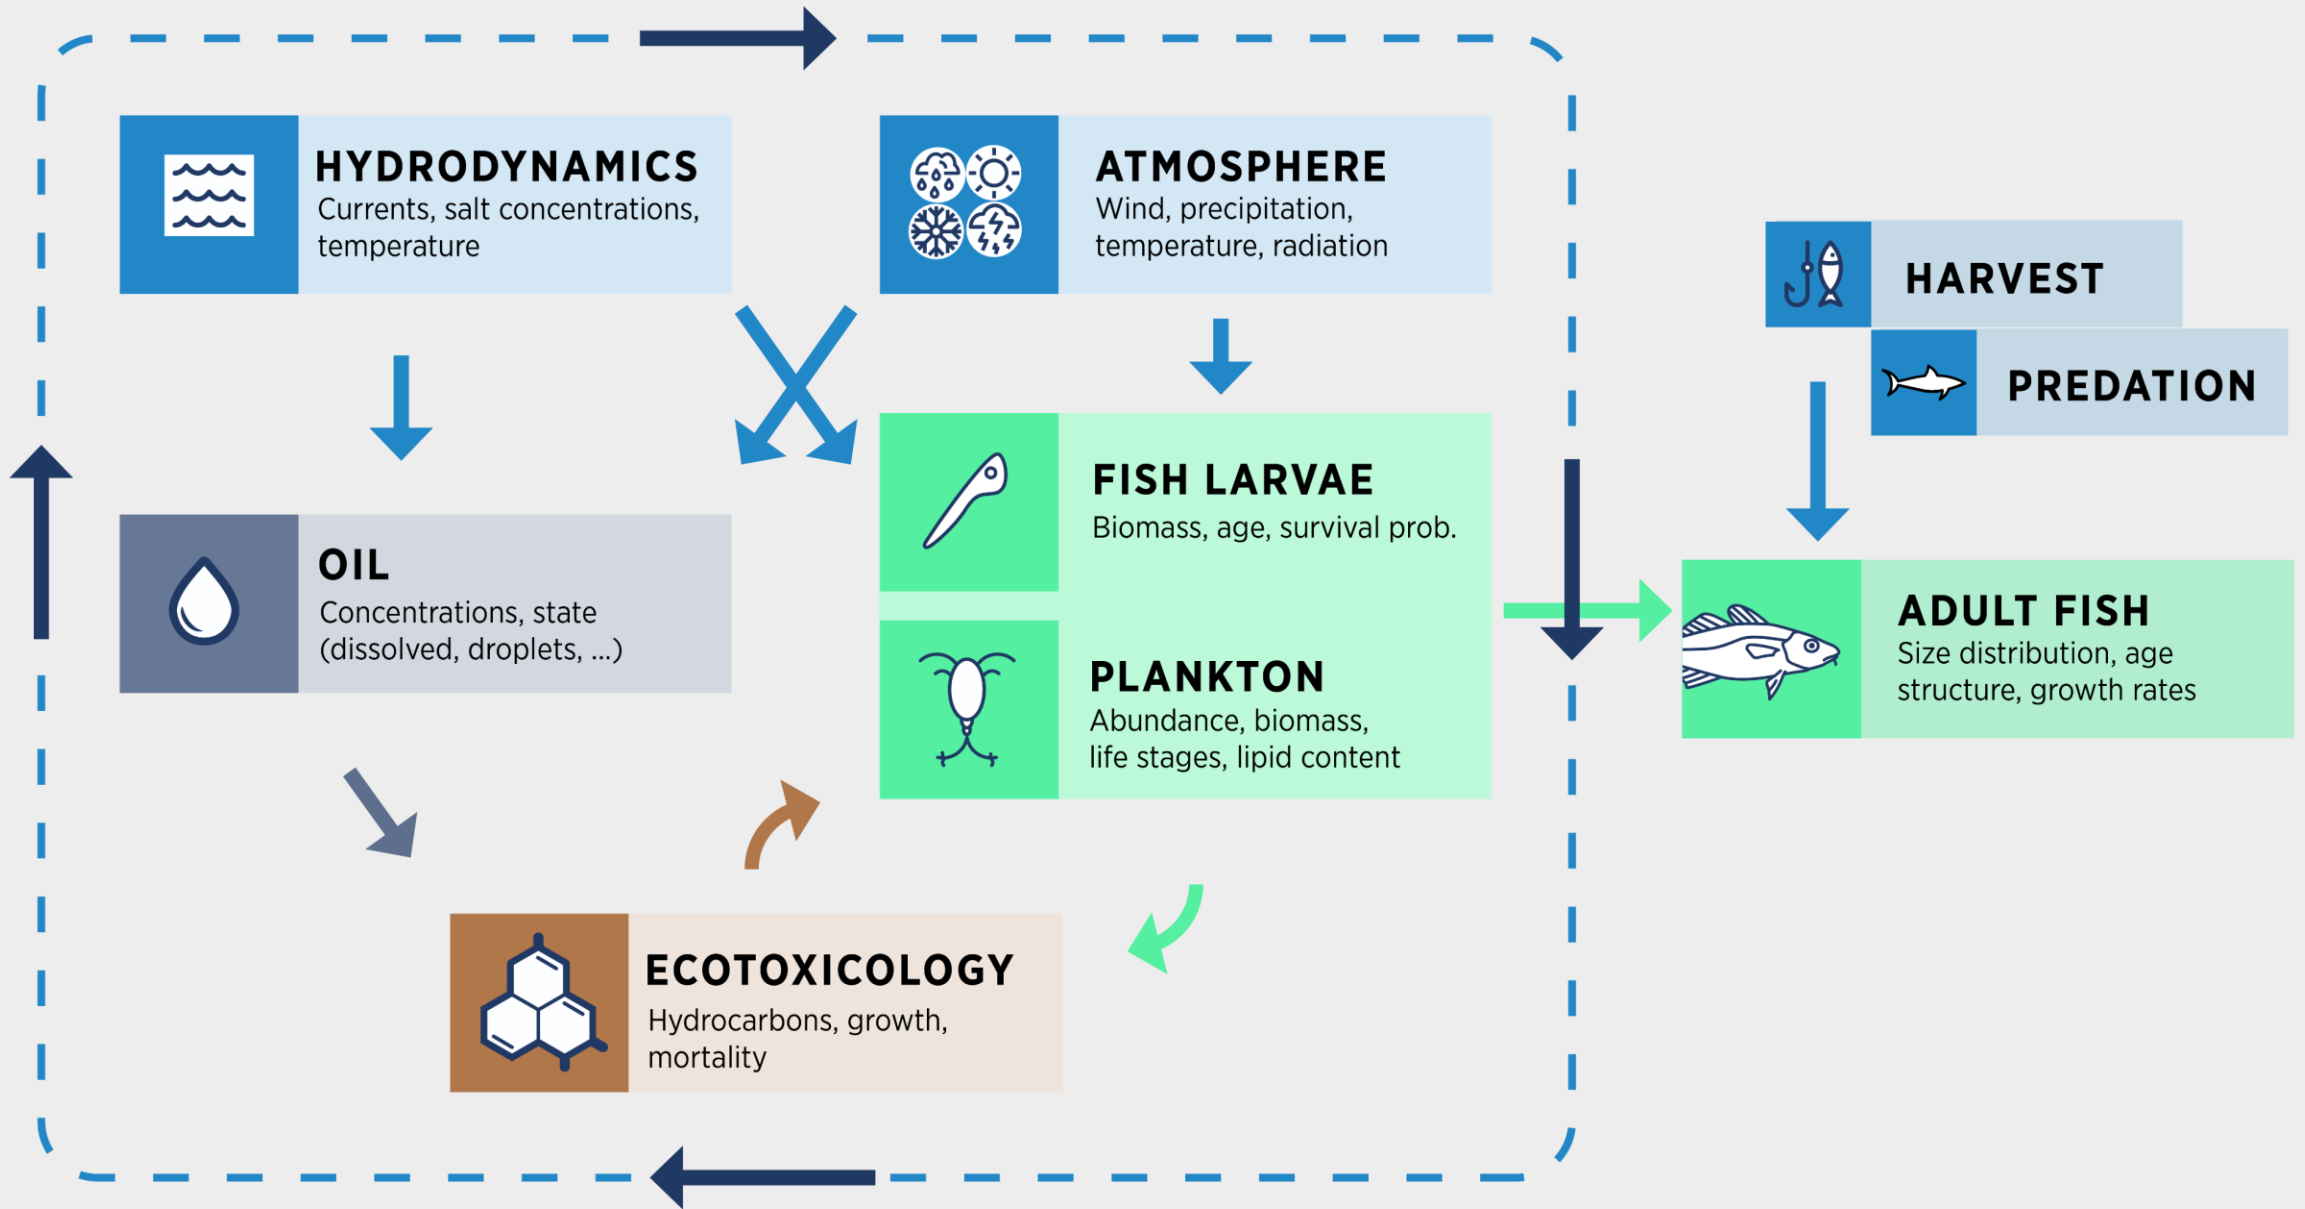 HYDRODYNAMICS
Currents, salt concentrations,
temperature
ATMOSPHERE
Wind, precipitation,
temperature, radiation
HARVEST
PREDATION
OIL
Concentrations, state
(dissolved, droplets, ...)
FISH LARVAE
Biomass, age, survival prob.
PLANKTON
Abundance, biomass,
life stages, lipid content
ADULT FISH
Size distribution, age
structure, growth rates
ECOTOXICOLOGY
Hydrocarbons, growth,
mortality